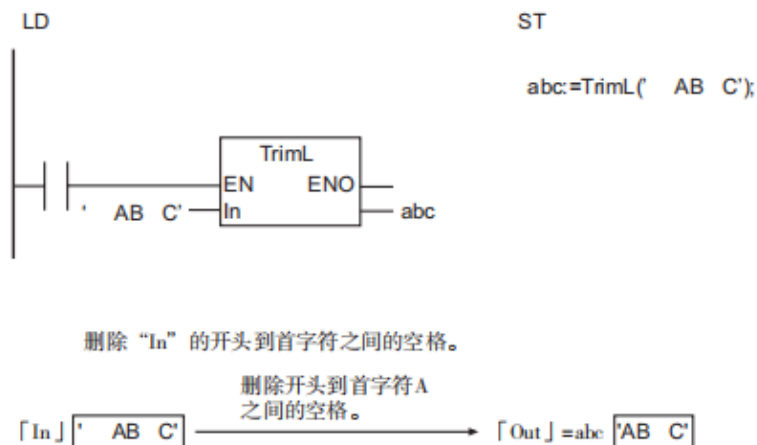 LD
ST
abc:=TrimL('   AB  C');
TrimL
EN ENO
'   AB  C' In abc
删除“In”的开头到首字符之间的空格。
删除开头到首字符A
之间的空格。
「In」 '   AB  C' 「Out」=abc 'AB  C'